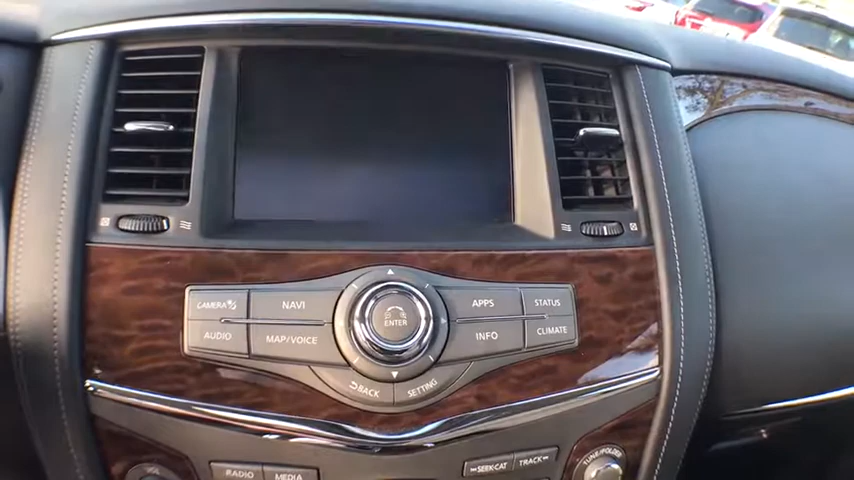 CAMERA
NAVI
APPS
STATUS
AUDIO
MAP/VOICE
ENTER
INFO
CLIMATE
BACK
SETTING
RADIO
MEDIA
SEEK·CAT
TRACK
TUNE/FOLDER